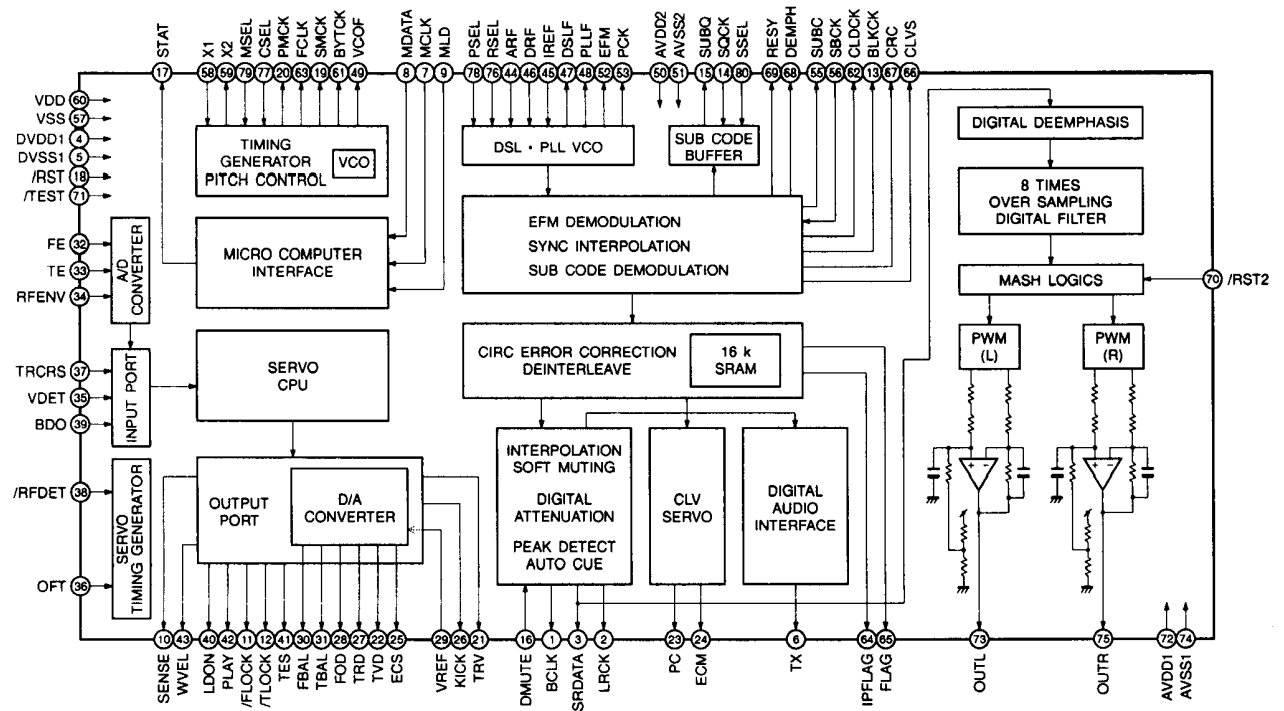 STAT
X1
X2
MSEL
CSEL
PMCK
FCLK
SMCK
BYTCK
VCOF
MDATA
MCLK
MLD
PSEL
RSEL
ARF
DRF
IREF
DSLF
PLLF
EFM
PCK
AVDD2
AVSS2
SUBQ
SQCK
SSEL
RESY
DEMPH
SUBC
SBCK
CLDCK
BLKCK
CRC
CLVS
17
58
59
79
77
20
63
19
61
49
8
7
9
78
76
44
46
45
47
48
52
53
50
51
15
14
80
69
68
55
56
62
13
67
66
VDD 60
VSS 57
DVDD1 4
DVSS1 5
/RST 18
/TEST 71
FE 32
TE 33
RFENV 34
TRCRS 37
VDET 35
BDO 39
/RFDET 38
OFT 36
A/D
CONVERTER
INPUT PORT
SERVO
TIMING GENERATOR
TIMING
GENERATOR
PITCH CONTROL
VCO
MICRO COMPUTER
INTERFACE
SERVO
CPU
OUTPUT
PORT
D/A
CONVERTER
DSL • PLL VCO
SUB CODE
BUFFER
EFM DEMODULATION
SYNC INTERPOLATION
SUB CODE DEMODULATION
CIRC ERROR CORRECTION
DEINTERLEAVE
16 k
SRAM
INTERPOLATION
SOFT MUTING
DIGITAL
ATTENUATION
PEAK DETECT
AUTO CUE
CLV
SERVO
DIGITAL
AUDIO
INTERFACE
DIGITAL DEEMPHASIS
8 TIMES
OVER SAMPLING
DIGITAL FILTER
MASH LOGICS
70 /RST2
PWM
(L)
PWM
(R)
+ −
+ −
10
43
40
42
11
12
41
30
31
28
27
22
25
29
26
21
16
1
3
2
23
24
6
64
65
73
75
72
74
SENSE
WVEL
LDON
PLAY
/FLOCK
/TLOCK
TES
FBAL
TBAL
FOD
TRD
TVD
ECS
VREF
KICK
TRV
DMUTE
BCLK
SRDATA
LRCK
PC
ECM
TX
IPFLAG
FLAG
OUTL
OUTR
AVDD1
AVSS1